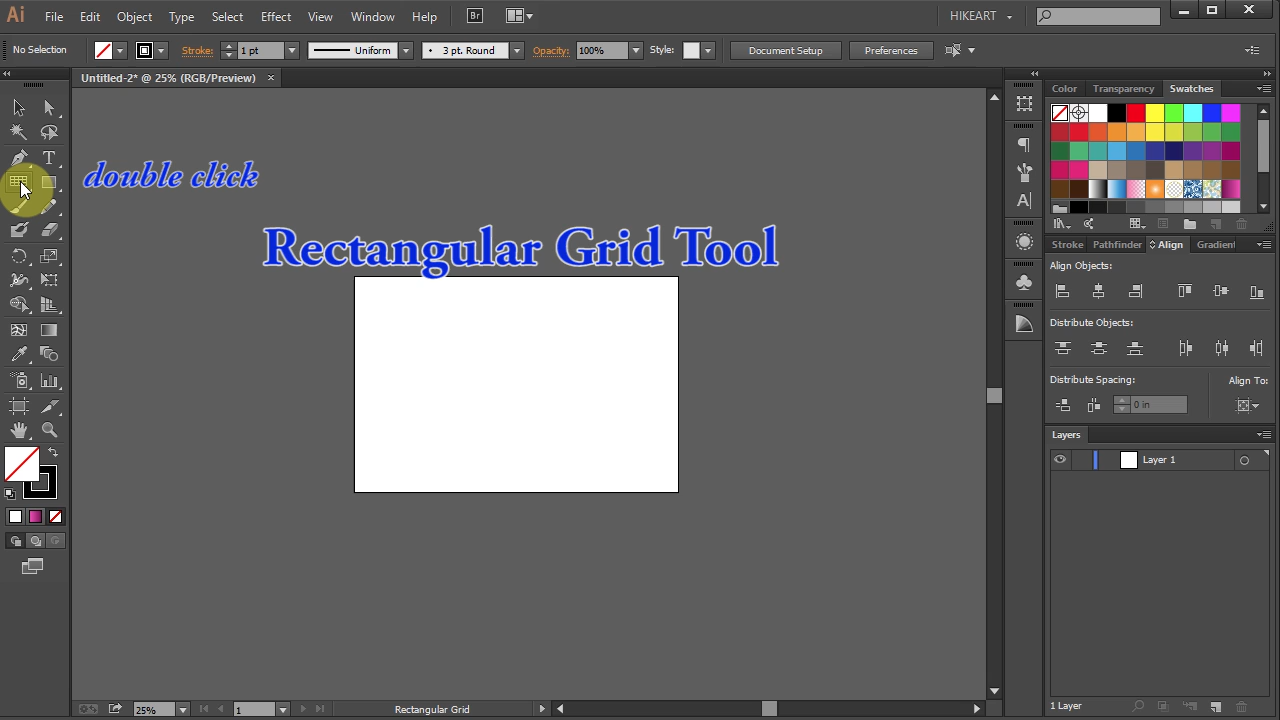 Ai File Edit Object Type Select Effect View Window Help Br HIKEART
No Selection Stroke: 1 pt Uniform 3 pt. Round Opacity: 100% Style: Document Setup Preferences
Untitled-2* @ 25% (RGB/Preview)
Color Transparency Swatches
double click
Rectangular Grid Tool
Stroke Pathfinder Align Gradient
Align Objects:
Distribute Objects:
Distribute Spacing: Align To:
0 in
Layers
Layer 1
1 Layer
25% 1 Rectangular Grid